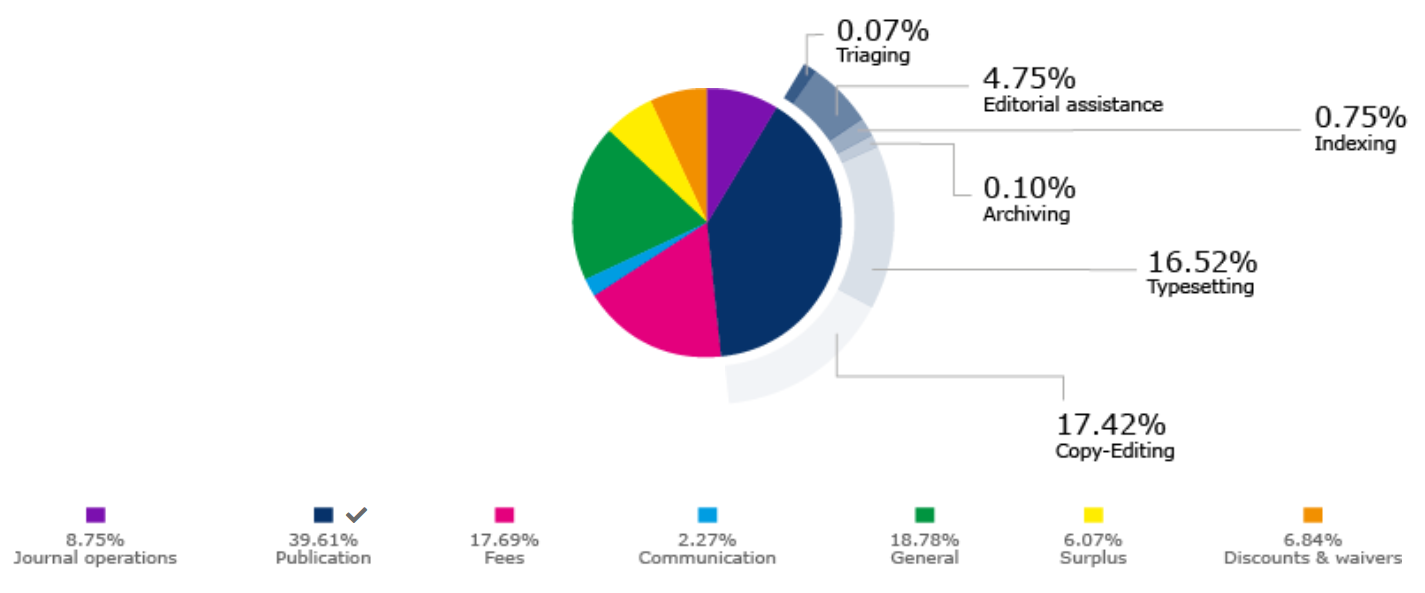 0.07%
Triaging
4.75%
Editorial assistance
0.75%
Indexing
0.10%
Archiving
16.52%
Typesetting
17.42%
Copy-Editing
8.75%
Journal operations
39.61%
Publication
17.69%
Fees
2.27%
Communication
18.78%
General
6.07%
Surplus
6.84%
Discounts & waivers